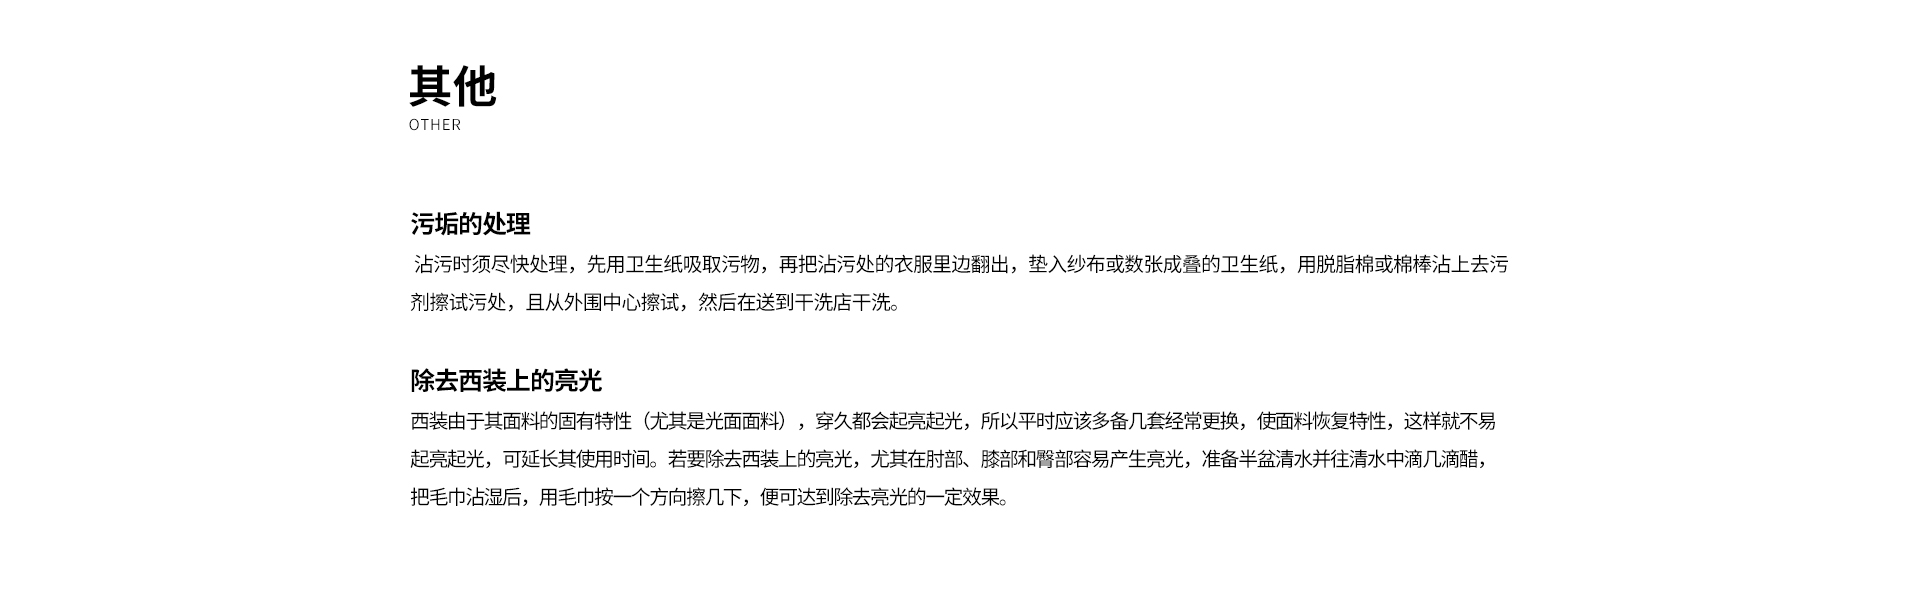 其他
OTHER
污垢的处理
沾污时须尽快处理，先用卫生纸吸取污物，再把沾污处的衣服里边翻出，垫入纱布或数张成叠的卫生纸，用脱脂棉或棉棒沾上去污
剂擦试污处，且从外围中心擦试，然后在送到干洗店干洗。
除去西装上的亮光
西装由于其面料的固有特性（尤其是光面面料），穿久都会起亮起光，所以平时应该多备几套经常更换，使面料恢复特性，这样就不易
起亮起光，可延长其使用时间。若要除去西装上的亮光，尤其在肘部、膝部和臀部容易产生亮光，准备半盆清水并往清水中滴几滴醋，
把毛巾沾湿后，用毛巾按一个方向擦几下，便可达到除去亮光的一定效果。